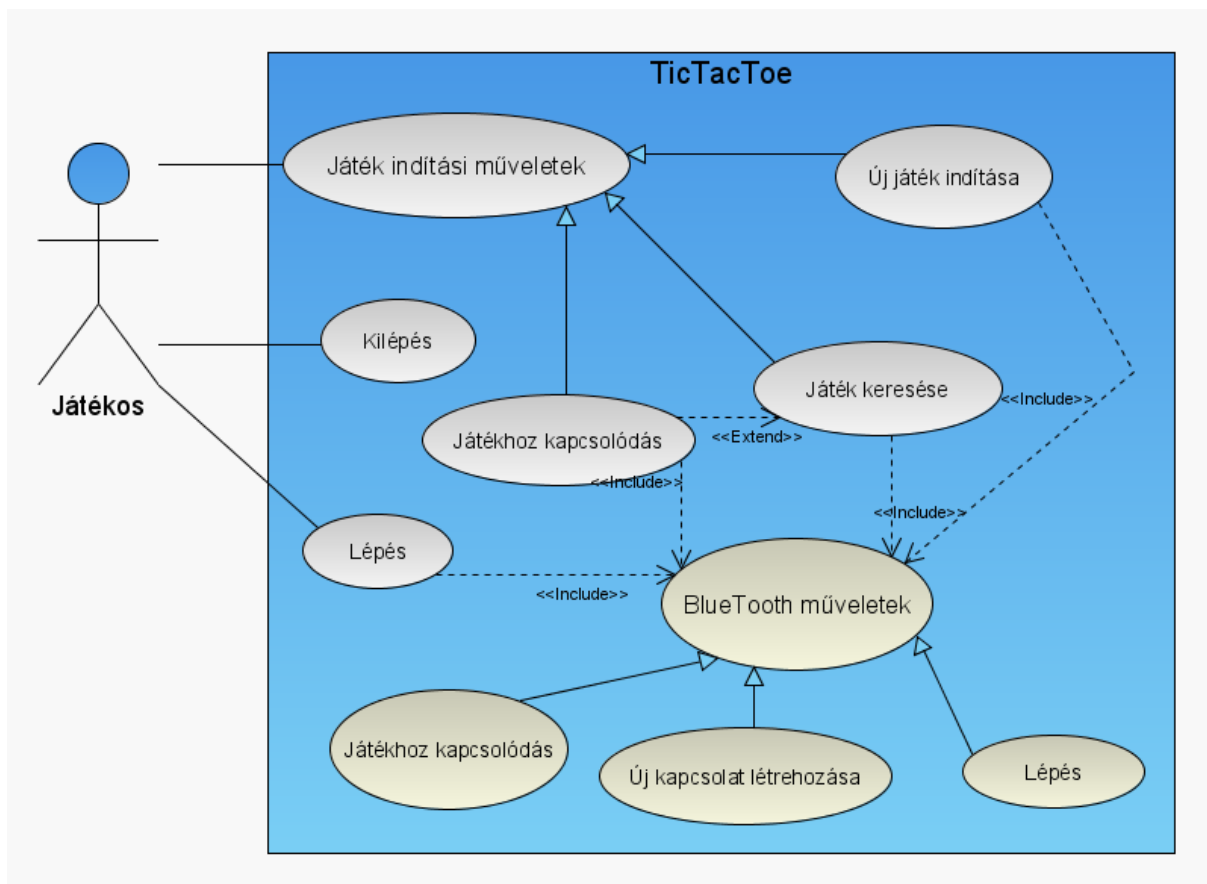 TicTacToe
Játék indítási műveletek
Új játék indítása
Kilépés
Játékos
Játék keresése
<<Include>>
Játékhoz kapcsolódás
<<Extend>>
<<Include>>
<<Include>>
Lépés
<<Include>>
BlueTooth műveletek
Játékhoz kapcsolódás
Új kapcsolat létrehozása
Lépés